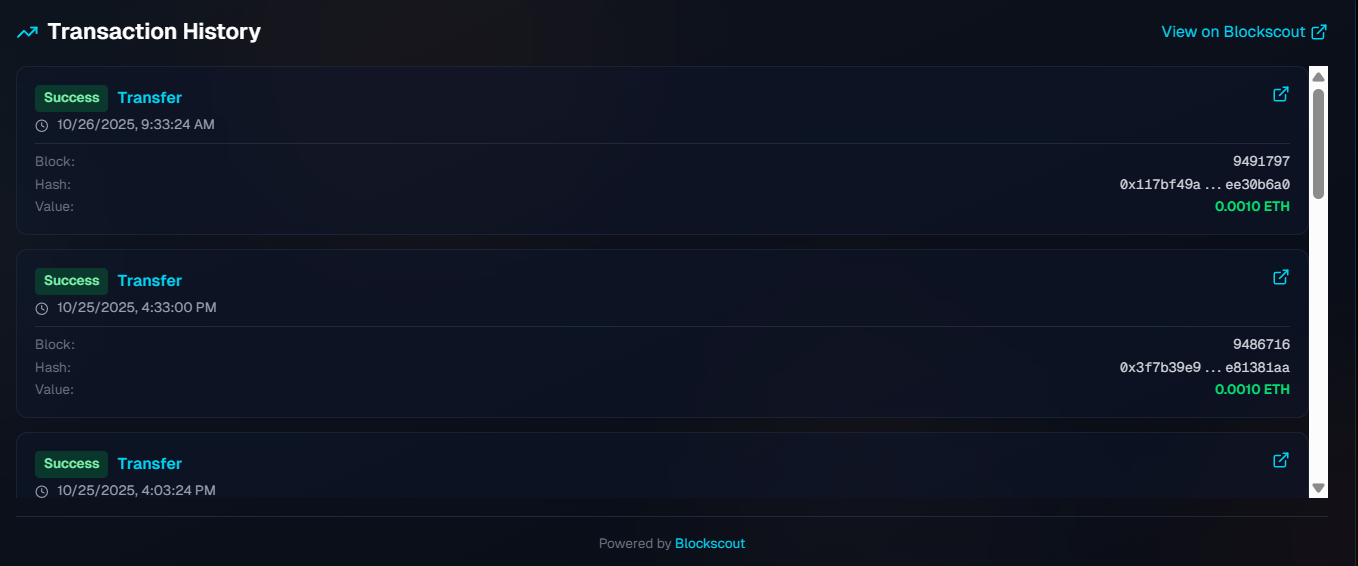 Transaction History
View on Blockscout
Success Transfer
10/26/2025, 9:33:24 AM
Block: 9491797
Hash: 0x117bf49a...ee30b6a0
Value: 0.0010 ETH
Success Transfer
10/25/2025, 4:33:00 PM
Block: 9486716
Hash: 0x3f7b39e9...e81381aa
Value: 0.0010 ETH
Success Transfer
10/25/2025, 4:03:24 PM
Powered by Blockscout